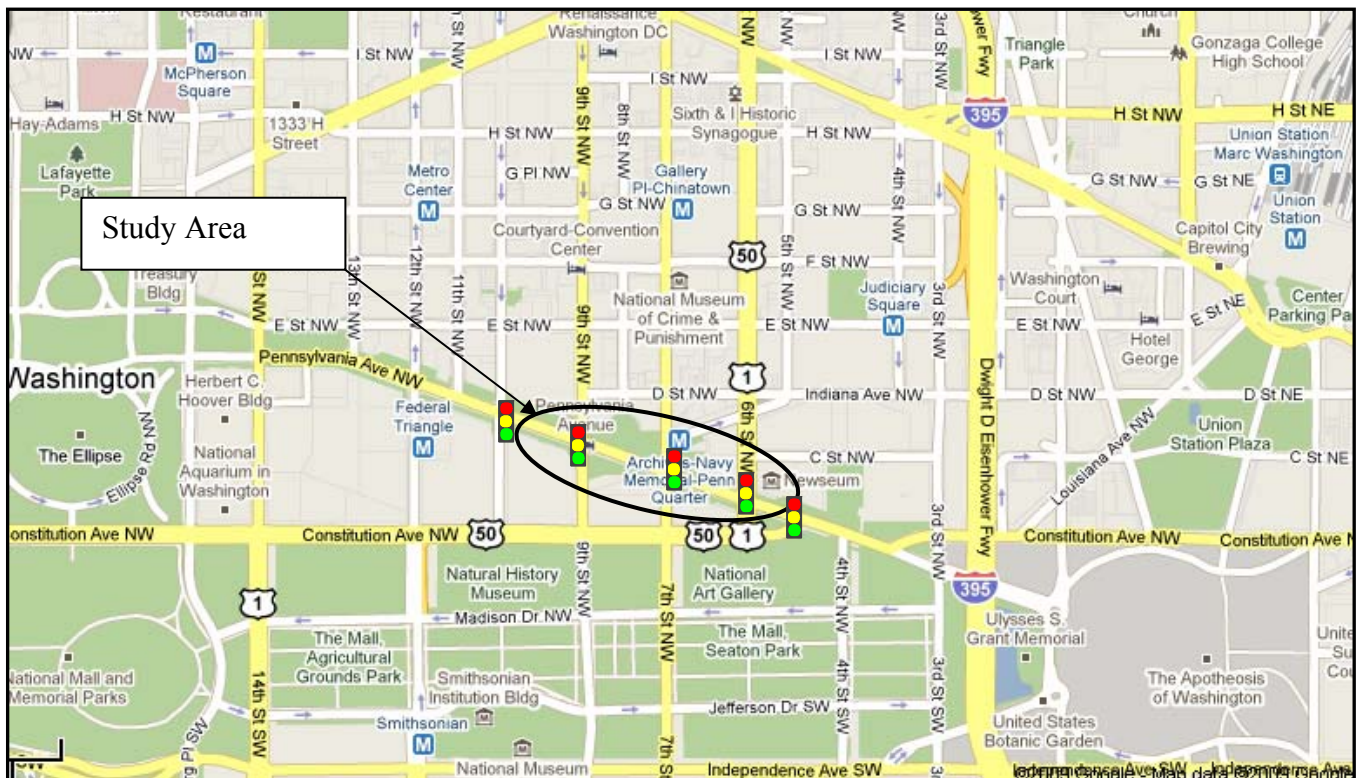 Restaurant
Renaissance
Washington DC
Church
Triangle
Park
Gonzaga College
High School
NW
I St NW
I St NW
M
McPherson
Square
I St NW
9th St NW
8th St NW
Sixth & I Historic
Synagogue
395
H St NW
H St NE
Hay-Adams
H St NW
1333 H
Street
H St NW
H St NW
Union Station
Marc Washington
Lafayette
Park
Metro
Center
M
G Pl NW
Gallery
Pl-Chinatown
M
4th St NW
G St NW
G St NE
Union
Station
M
Study Area
G St NW
G St NW
Courtyard-Convention
Center
50
5th St NW
F St NW
Capitol City
Brewing
Treasury
Bldg
13th St NW
12th St NW
11th St NW
National Museum
of Crime &
Punishment
Judiciary
Square
M
3rd St NW
3rd St NW
Washington
Court
E St NE
Center
E St NW
E St NW
9th St NW
E St NW
E St NW
Hotel
George
Pennsylvania Ave NW
Washington
Herbert C.
Hoover Bldg
1
D St NW
Indiana Ave NW
D St NW
D St NE
Federal
Triangle
M
Pennsylvania
Avenue
6th St NW
Dwight D Eisenhower Fwy
Louisiana Ave NW
Union
Station Plaza
The Ellipse
Ellipse Rd NW
National
Aquarium in
Washington
M
Archives-Navy
Memorial-Penn
Quarter
M
Newseum
C St NW
C St NE
onstitution Ave NW
Constitution Ave NW
50
50
1
3rd St NW
Constitution Ave NW
Constitution Ave N
Natural History
Museum
9th St NW
National
Art Gallery
4th St NW
395
1
Madison Dr NW
7th St NW
Ulysses S.
Grant Memorial
The Mall,
Agricultural
Grounds Park
The Mall,
Seaton Park
National Mall and
Memorial Parks
14th St SW
Smithsonian
Institution Bldg
M
4th St SW
3rd St SW
The Apotheosis
of Washington
Jefferson Dr SW
Smithsonian
M
United States
Botanic Garden
SW
National Museum
M
7th St
Independence Ave SW